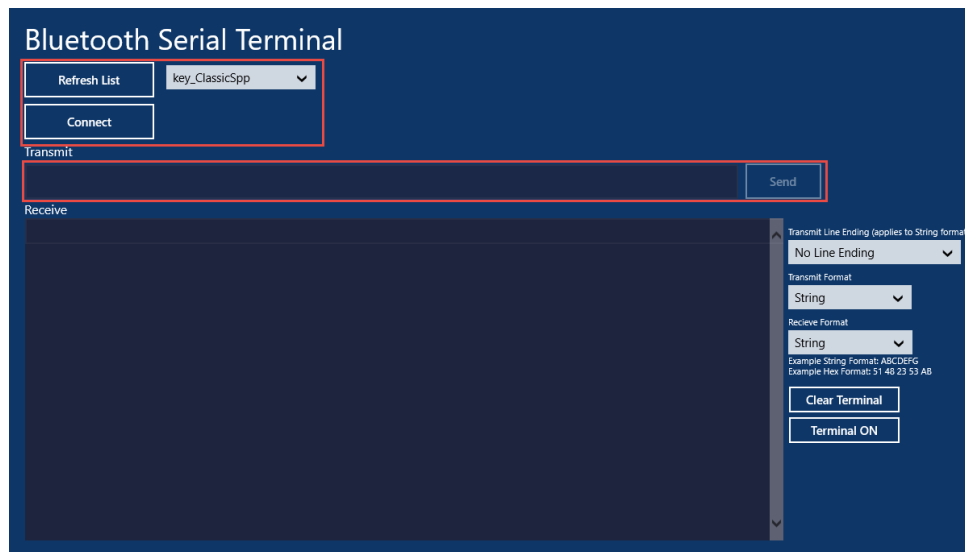 Bluetooth Serial Terminal
Refresh List
key_ClassicSpp
Connect
Transmit
Send
Receive
Transmit Line Ending (applies to String format
No Line Ending
Transmit Format
String
Recieve Format
String
Example String Format: ABCDEFG
Example Hex Format: 51 48 23 53 AB
Clear Terminal
Terminal ON